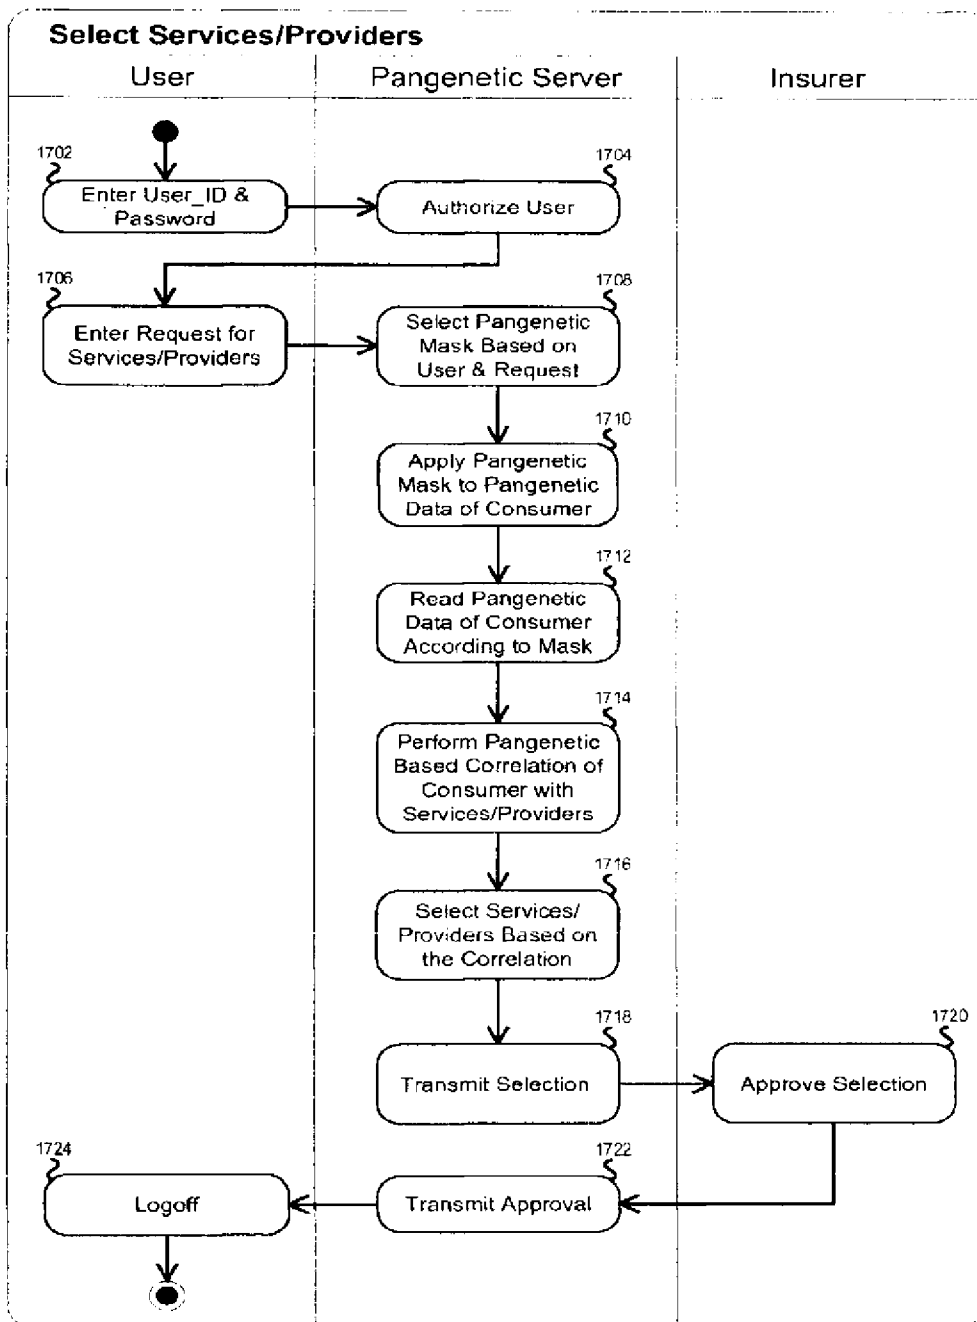 Select Services/Providers
User
Pangenetic Server
Insurer
1702
Enter User_ID &
Password
1704
Authorize User
1706
Enter Request for
Services/Providers
1708
Select Pangenetic
Mask Based on
User & Request
1710
Apply Pangenetic
Mask to Pangenetic
Data of Consumer
1712
Read Pangenetic
Data of Consumer
According to Mask
1714
Perform Pangenetic
Based Correlation of
Consumer with
Services/Providers
1716
Select Services/
Providers Based on
the Correlation
1718
Transmit Selection
1720
Approve Selection
1722
Transmit Approval
1724
Logoff